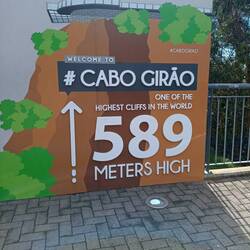 #CABOGIRAO
WELCOME TO
# CABO GIRÃO
ONE OF THE
HIGHEST CLIFFS IN THE WORLD
589
METERS HIGH